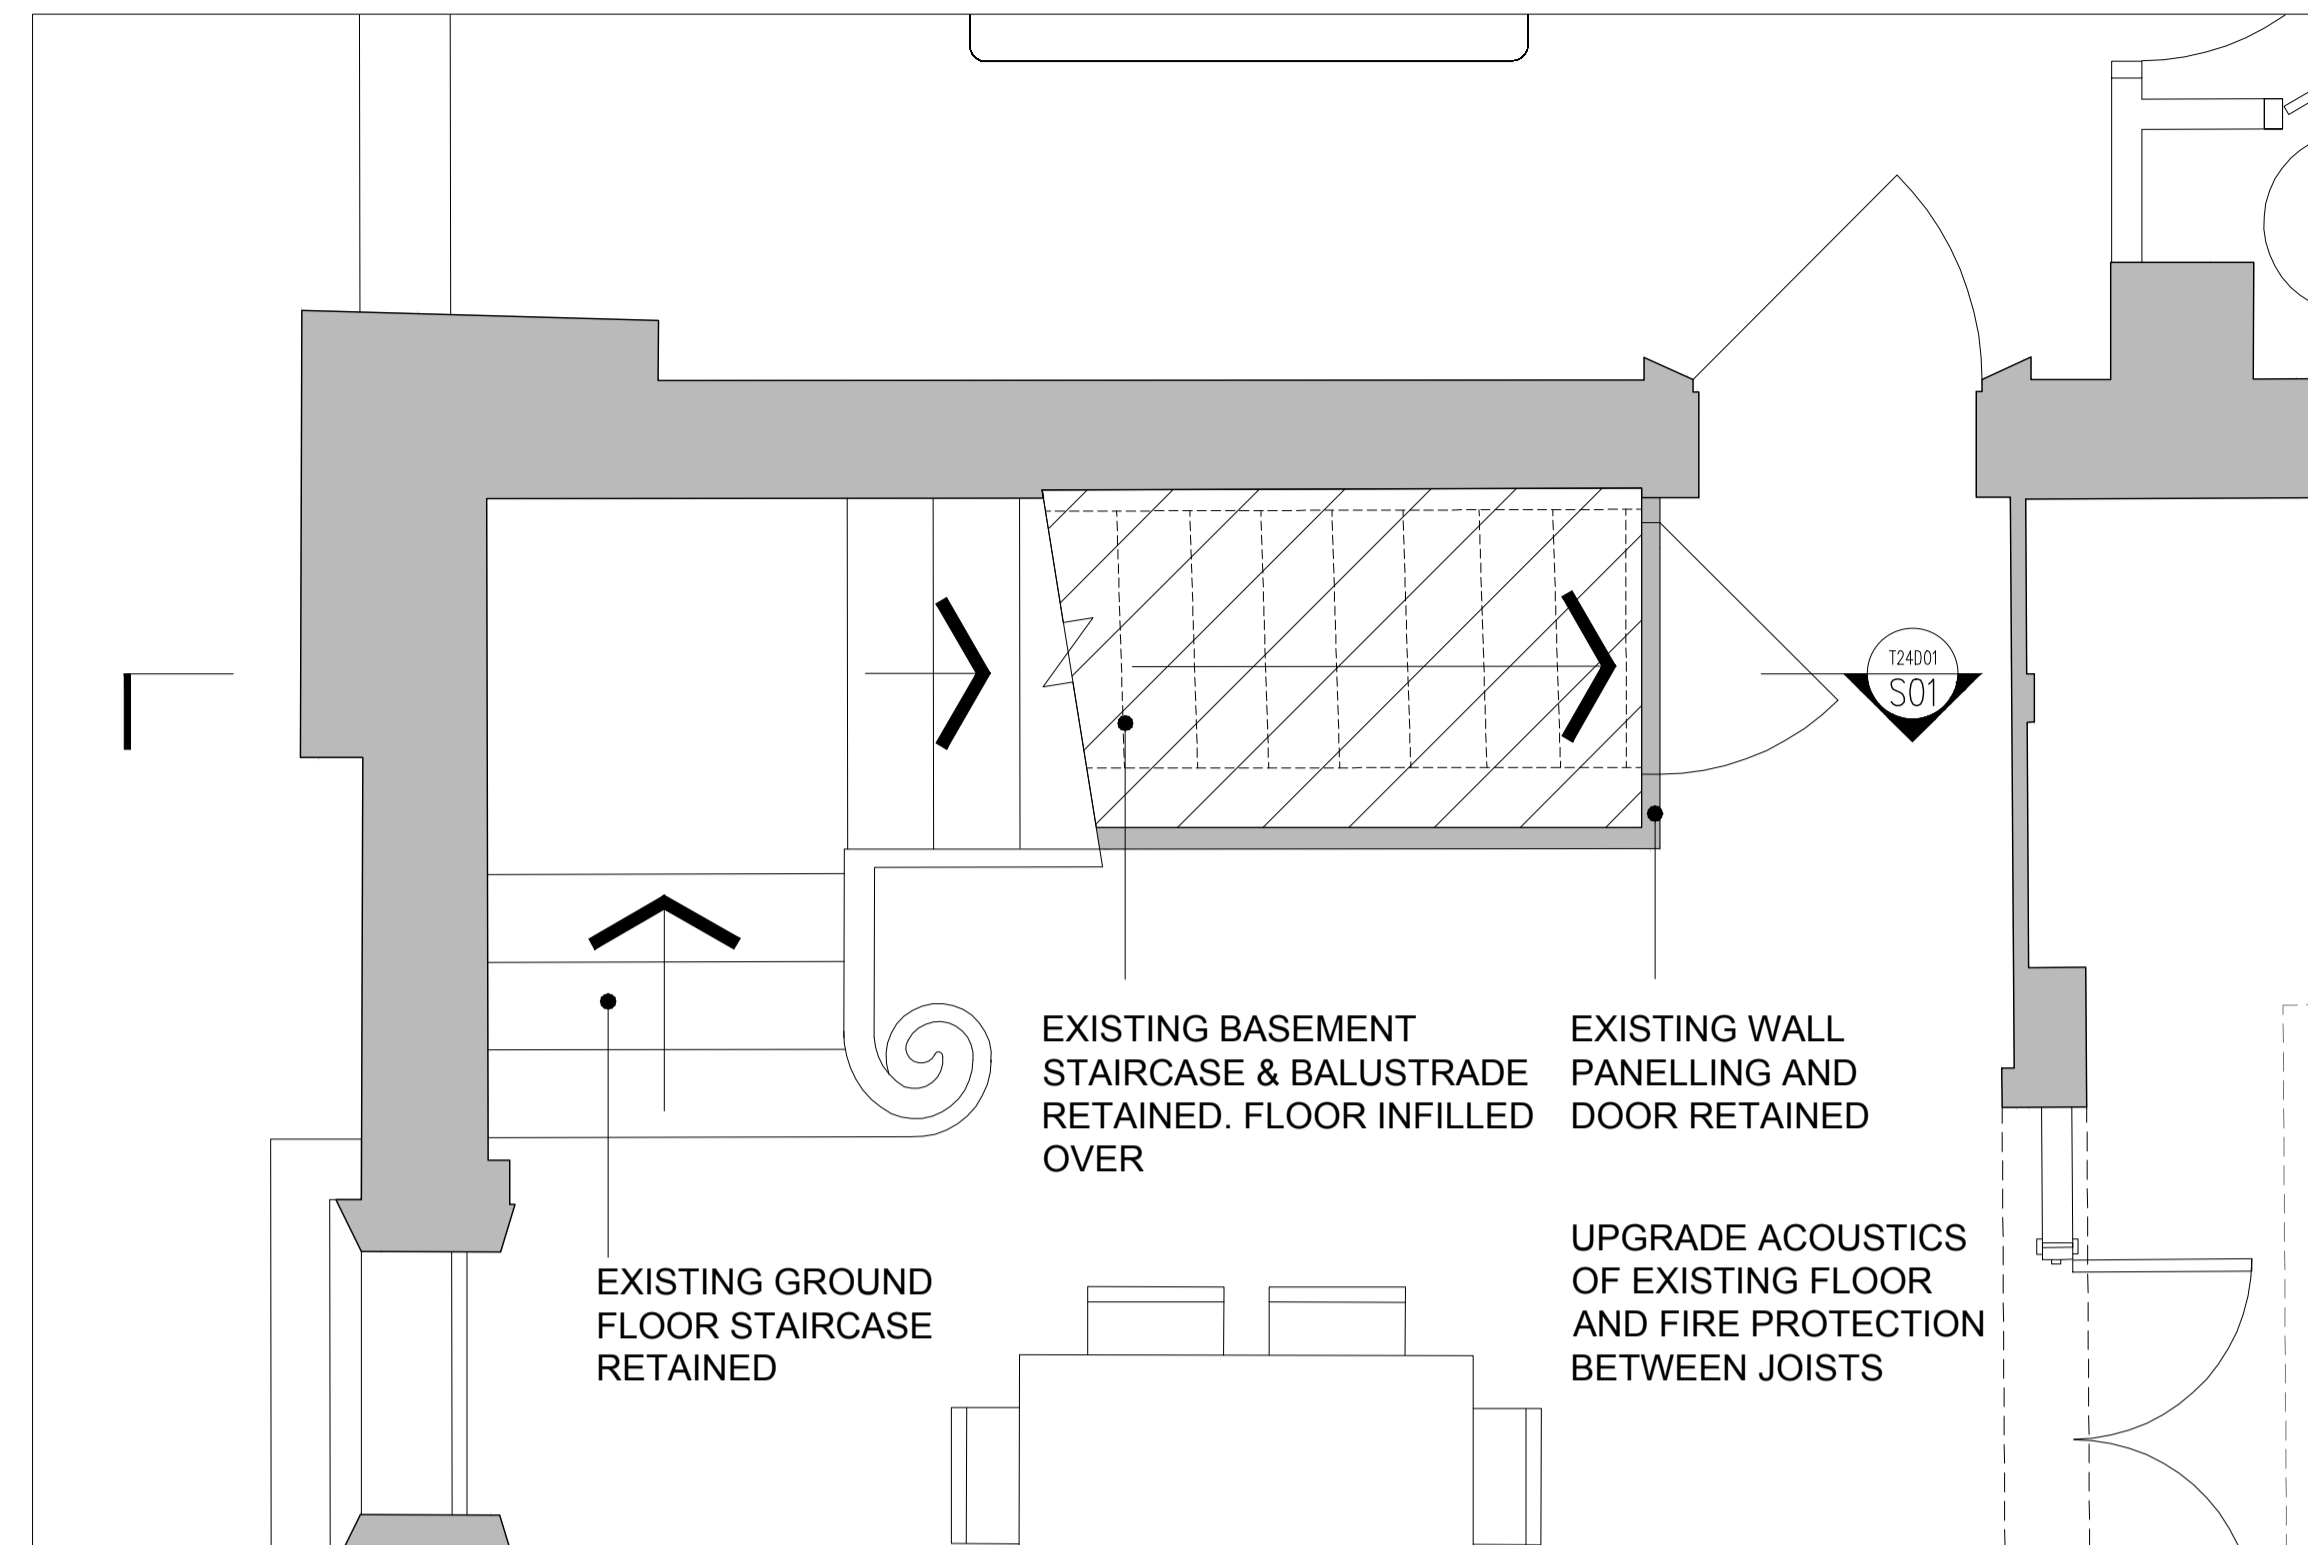 T24D01
S01
EXISTING BASEMENT
STAIRCASE & BALUSTRADE
RETAINED. FLOOR INFILLED
OVER
EXISTING WALL
PANELLING AND
DOOR RETAINED
UPGRADE ACOUSTICS
OF EXISTING FLOOR
AND FIRE PROTECTION
BETWEEN JOISTS
EXISTING GROUND
FLOOR STAIRCASE
RETAINED